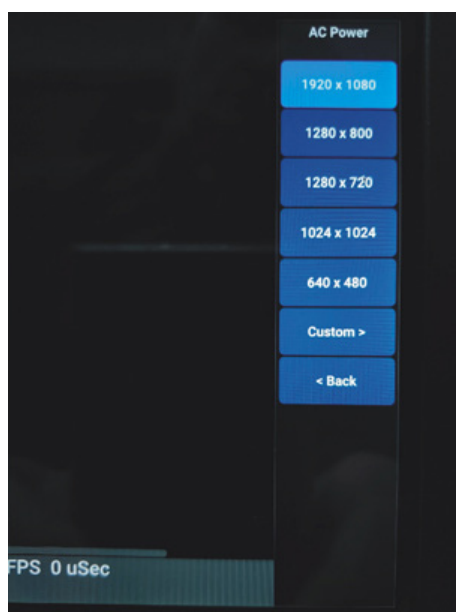 AC Power
1920 x 1080
1280 x 800
1280 x 720
1024 x 1024
640 x 480
Custom >
< Back
FPS 0 uSec